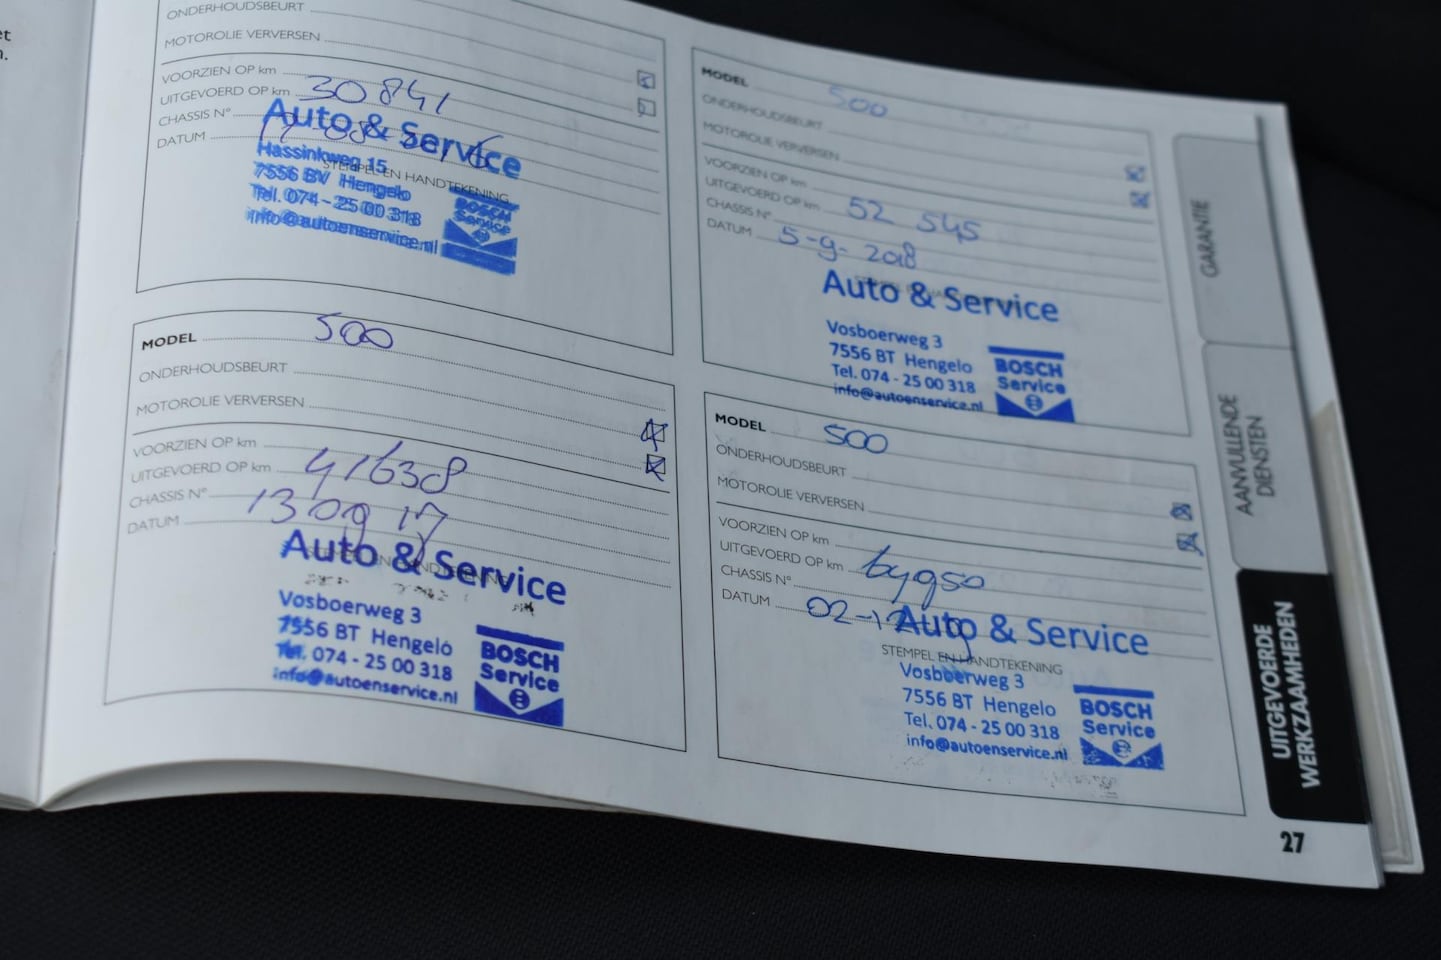 ONDERHOUDSBEURT
MOTOROLIE VERVERSEN
VOORZIEN OP km
UITGEVOERD OP km 30841
CHASSIS N°
DATUM
STEMPEL EN HANDTEKENING
Auto & Service
Hassinkweg 15
7556 BV Hengelo
Tel. 074 - 25 00 318
info@autoenservice.nl
BOSCH
Service
MODEL 500
ONDERHOUDSBEURT
MOTOROLIE VERVERSEN
VOORZIEN OP km
UITGEVOERD OP km 41638
CHASSIS N°
DATUM 13 09 17
Auto & Service
Vosboerweg 3
7556 BT Hengelo
Tel. 074 - 25 00 318
info@autoenservice.nl
BOSCH
Service
MODEL 500
ONDERHOUDSBEURT
MOTOROLIE VERVERSEN
VOORZIEN OP km
UITGEVOERD OP km 52 545
CHASSIS N°
DATUM 5-9-2018
Auto & Service
Vosboerweg 3
7556 BT Hengelo
Tel. 074 - 25 00 318
info@autoenservice.nl
BOSCH
Service
MODEL 500
ONDERHOUDSBEURT
MOTOROLIE VERVERSEN
VOORZIEN OP km
UITGEVOERD OP km
CHASSIS N°
DATUM
STEMPEL EN HANDTEKENING
Auto & Service
Vosboerweg 3
7556 BT Hengelo
Tel. 074 - 25 00 318
info@autoenservice.nl
BOSCH
Service
GARANTIE
AANVULLENDE
DIENSTEN
UITGEVOERDE
WERKZAAMHEDEN
27